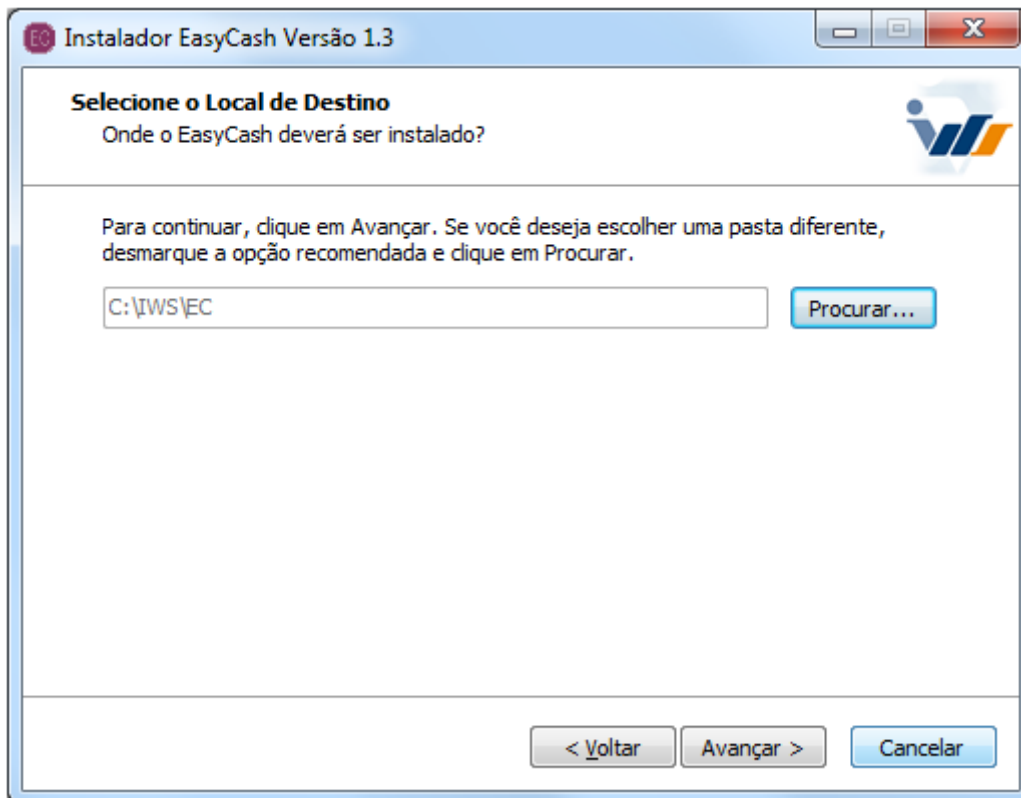 EC Instalador EasyCash Versão 1.3
Selecione o Local de Destino
Onde o EasyCash deverá ser instalado?
iws
Para continuar, clique em Avançar. Se você deseja escolher uma pasta diferente,
desmarque a opção recomendada e clique em Procurar.
C:\IWS\EC
Procurar...
< Voltar
Avançar >
Cancelar